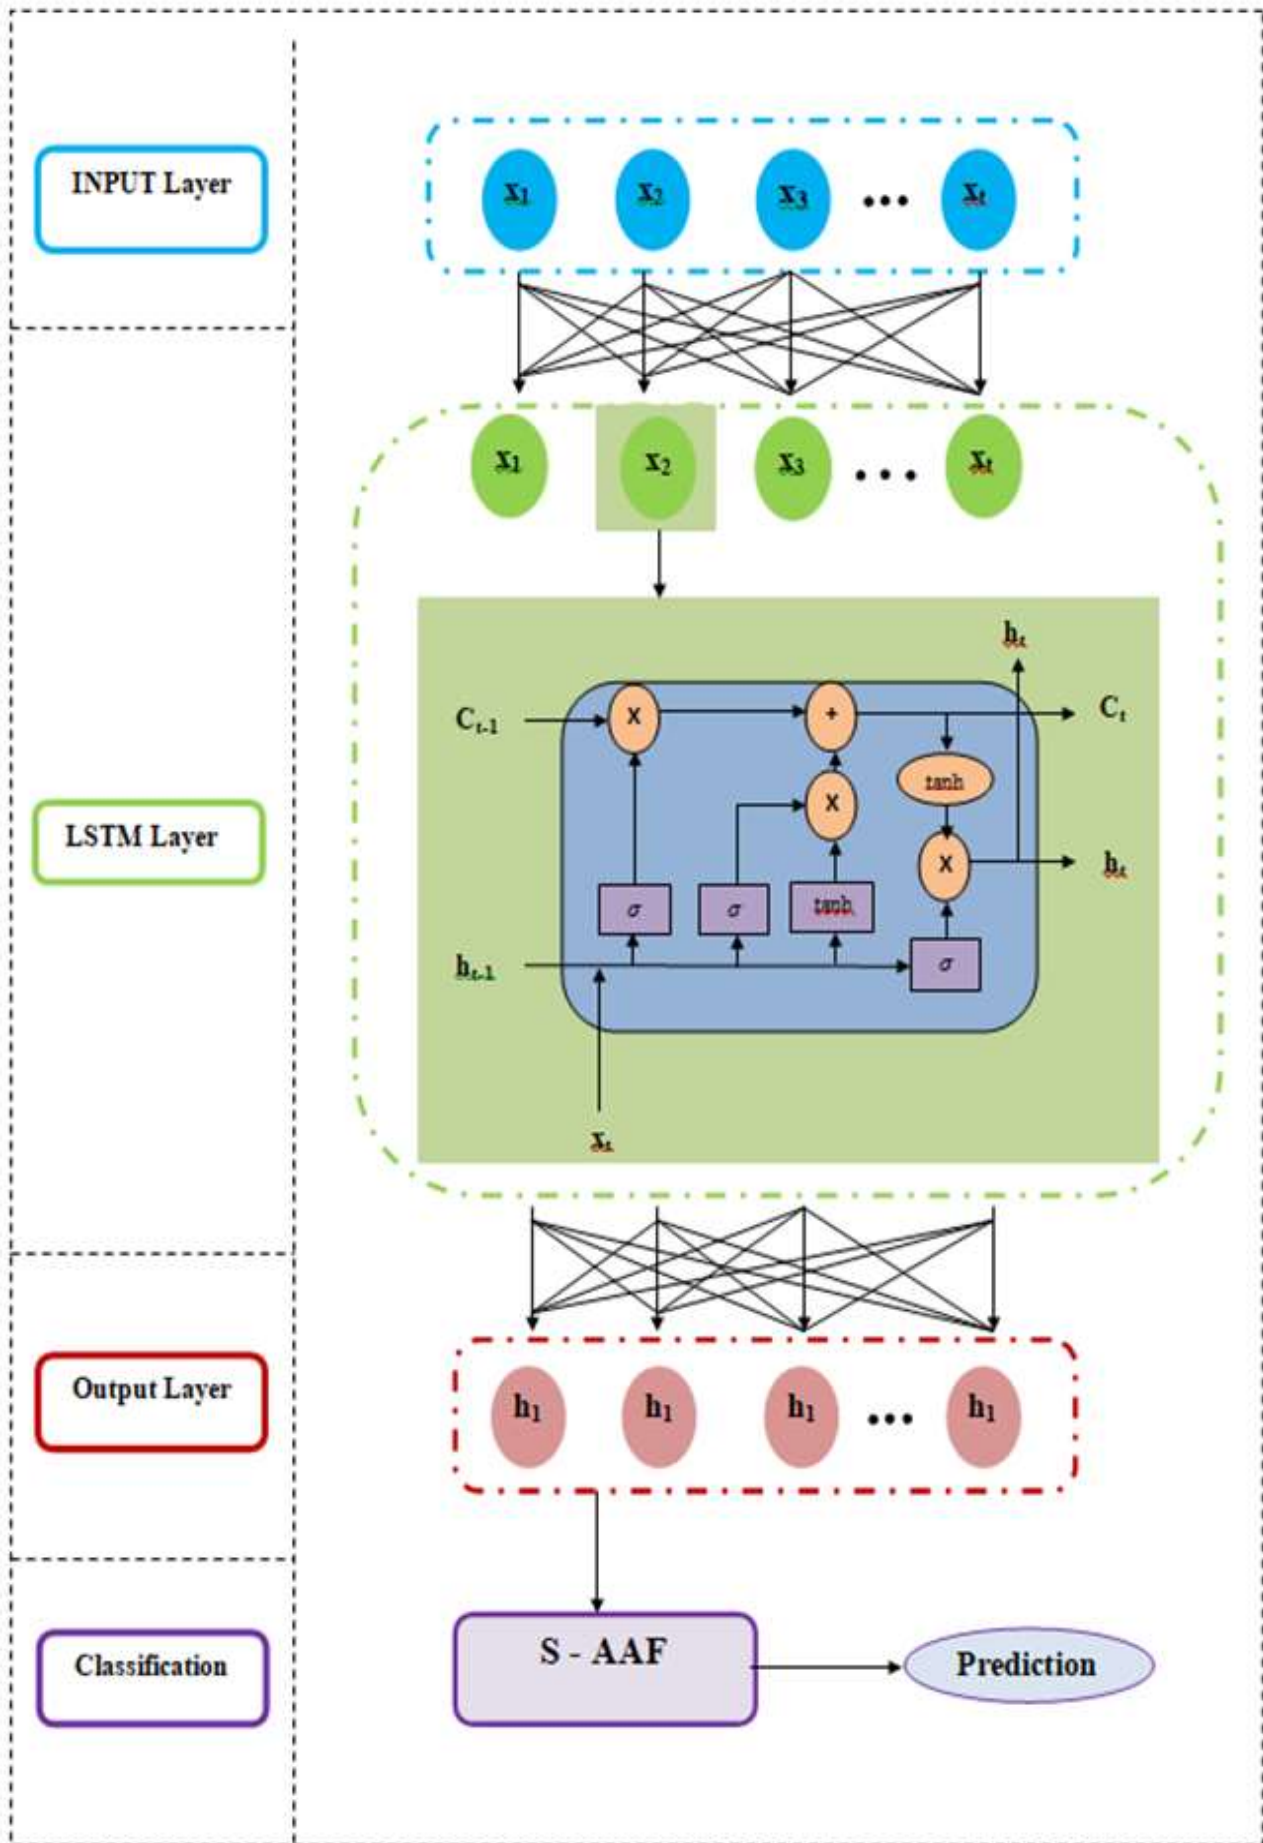 INPUT Layer
x₁ x₂ x₃ ••• xₜ
x₁ x₂ x₃ ••• xₜ
LSTM Layer
hₜ
Cₜ₋₁ X + Cₜ
tanh
X
X hₜ
σ σ tanh
hₜ₋₁ σ
xₜ
Output Layer
h₁ h₁ h₁ ••• h₁
Classification
S - AAF
Prediction